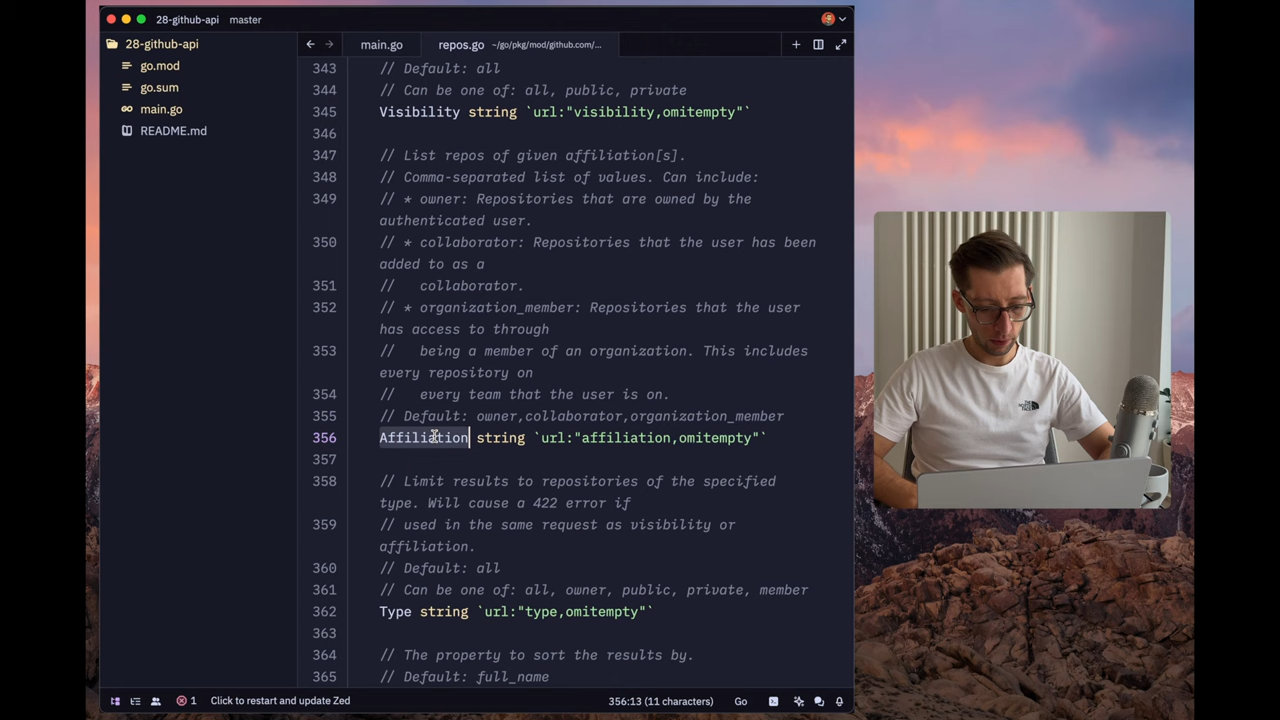 28-github-api master
28-github-api
go.mod
go.sum
main.go
README.md
main.go repos.go ~/go/pkg/mod/github.com/...
343 // Default: all
344 // Can be one of: all, public, private
345 Visibility string `url:"visibility,omitempty"`
346
347 // List repos of given affiliation[s].
348 // Comma-separated list of values. Can include:
349 // * owner: Repositories that are owned by the
authenticated user.
350 // * collaborator: Repositories that the user has been
added to as a
351 //   collaborator.
352 // * organization_member: Repositories that the user
has access to through
353 //   being a member of an organization. This includes
every repository on
354 //   every team that the user is on.
355 // Default: owner,collaborator,organization_member
356 Affiliation string `url:"affiliation,omitempty"`
357
358 // Limit results to repositories of the specified
type. Will cause a 422 error if
359 // used in the same request as visibility or
affiliation.
360 // Default: all
361 // Can be one of: all, owner, public, private, member
362 Type string `url:"type,omitempty"`
363
364 // The property to sort the results by.
365 // Default: full_name
1 Click to restart and update Zed 356:13 (11 characters) Go